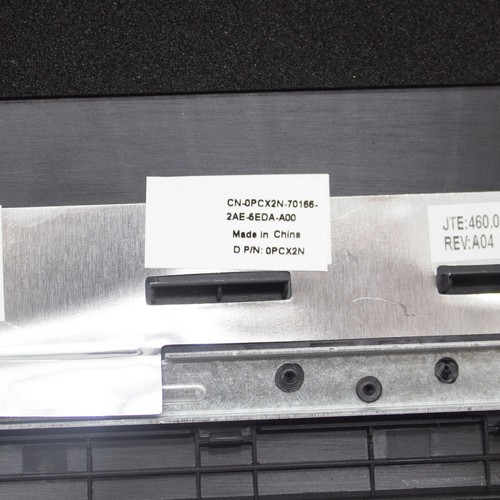 CN-0PCX2N-70166-
2AE-5EDA-A00
Made in China
D P/N: 0PCX2N
JTE:460.0
REV:A04